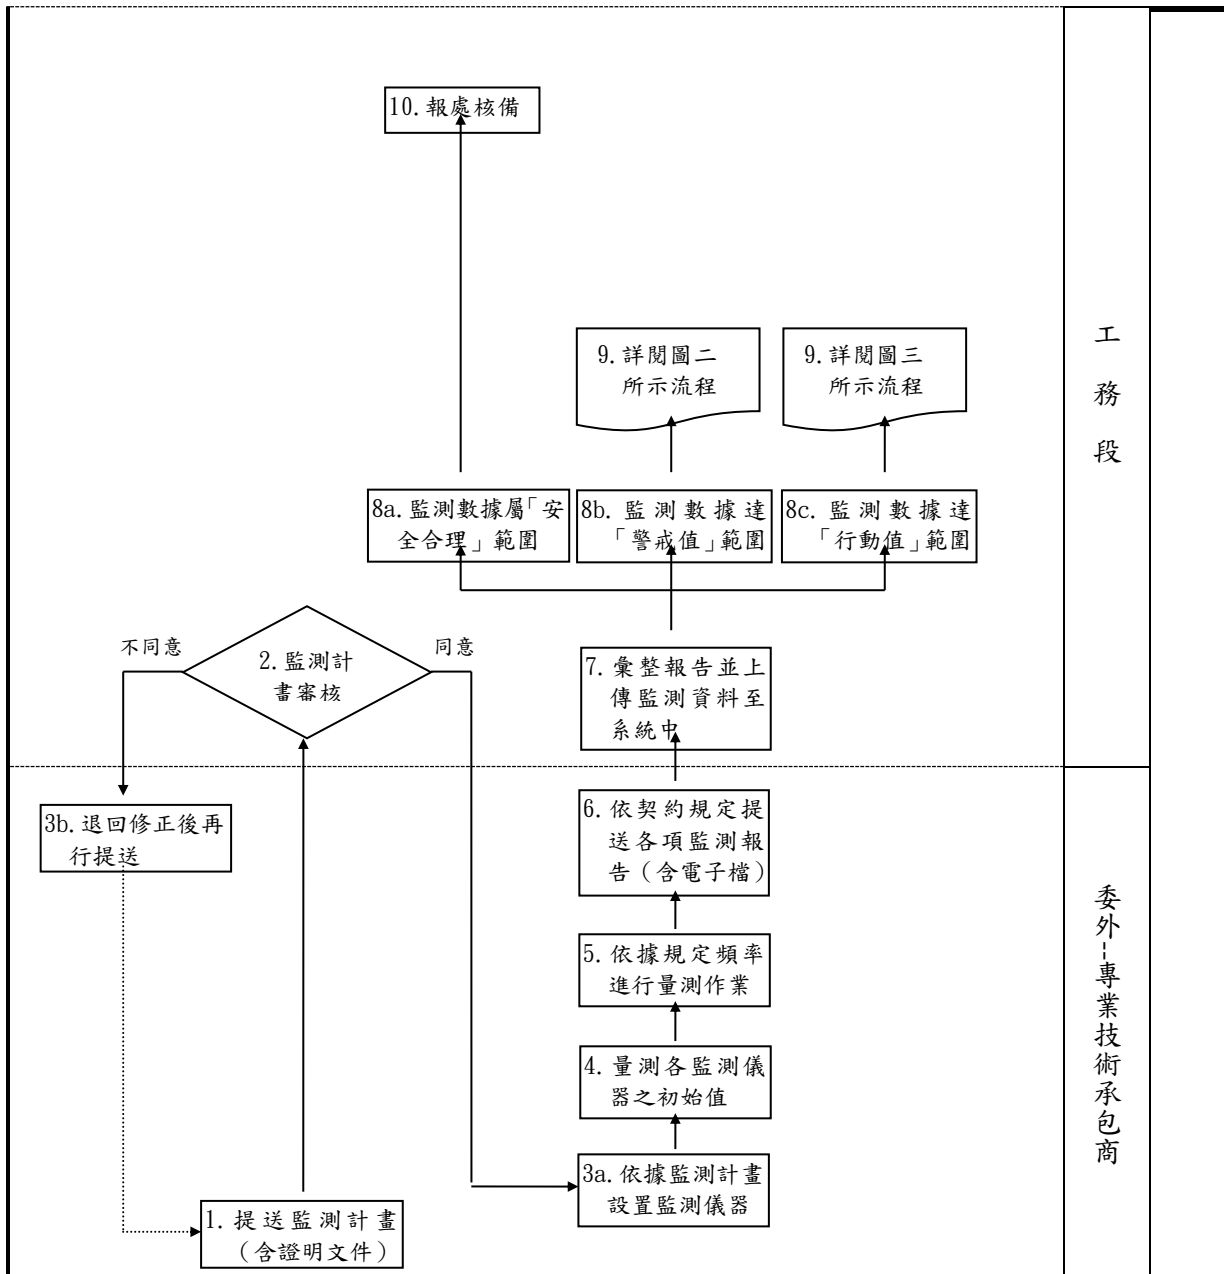 10.報處核備
9.詳閱圖二
所示流程
9.詳閱圖三
所示流程
工
務
段
8a.監測數據屬「安
全合理」範圍
8b.監測數據達
「警戒值」範圍
8c.監測數據達
「行動值」範圍
不同意
2.監測計
畫審核
同意
7.彙整報告並上
傳監測資料至
系統中
3b.退回修正後再
行提送
6.依契約規定提
送各項監測報
告（含電子檔）
5.依據規定頻率
進行量測作業
4.量測各監測儀
器之初始值
3a.依據監測計畫
設置監測儀器
1.提送監測計畫
（含證明文件）
委外--專業技術承包商